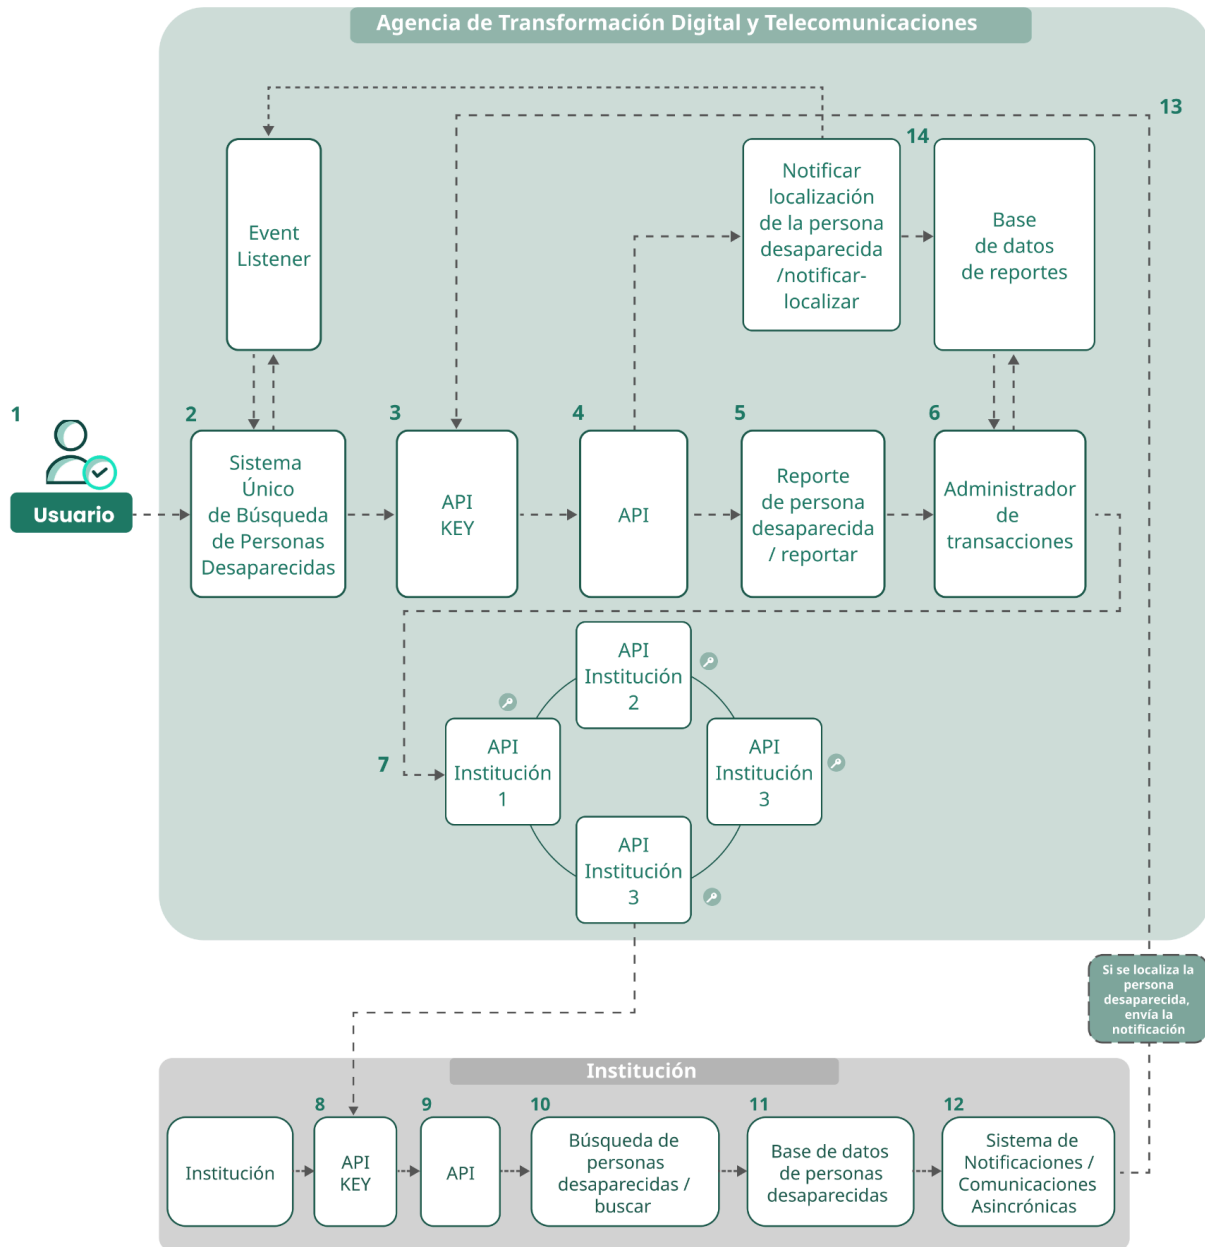 Agencia de Transformación Digital y Telecomunicaciones
13
14
Event
Listener
Notificar
localización
de la persona
desaparecida
/notificar-
localizar
Base
de datos
de reportes
1
Usuario
2
Sistema
Único
de Búsqueda
de Personas
Desaparecidas
3
API
KEY
4
API
5
Reporte
de persona
desaparecida
/ reportar
6
Administrador
de
transacciones
7
API
Institución
1
API
Institución
2
API
Institución
3
API
Institución
3
Si se localiza la
persona
desaparecida,
envía la
notificación
Institución
Institución
8
API
KEY
9
API
10
Búsqueda de
personas
desaparecidas /
buscar
11
Base de datos
de personas
desaparecidas
12
Sistema de
Notificaciones /
Comunicaciones
Asincrónicas